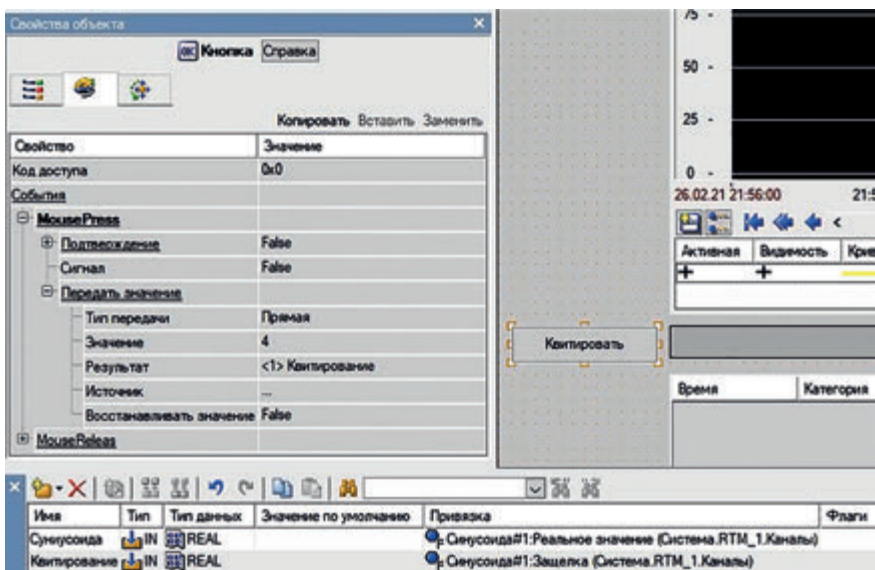 Свойства объекта
Кнопка Справка
Копировать Вставить Заменить
Свойство Значение
Код доступа 0x0
События
MousePress
Подтверждение False
Сигнал False
Передать значение
Тип передачи Прямая
Значение 4
Результат <1> Квитирование
Источник ...
Восстанавливать значение False
MouseReleas
75 -
50 -
25 -
0 -
26.02.21 21:56:00 21:5
Активная Видимость Крив
Квитировать
Время Категория
Имя Тип Тип данных Значение по умолчанию Привязка Флаги
Синусоида IN REAL Синусоида#1:Реальное значение (Система.RTM_1.Каналы)
Квитирование IN REAL Синусоида#1:Защелка (Система.RTM_1.Каналы)